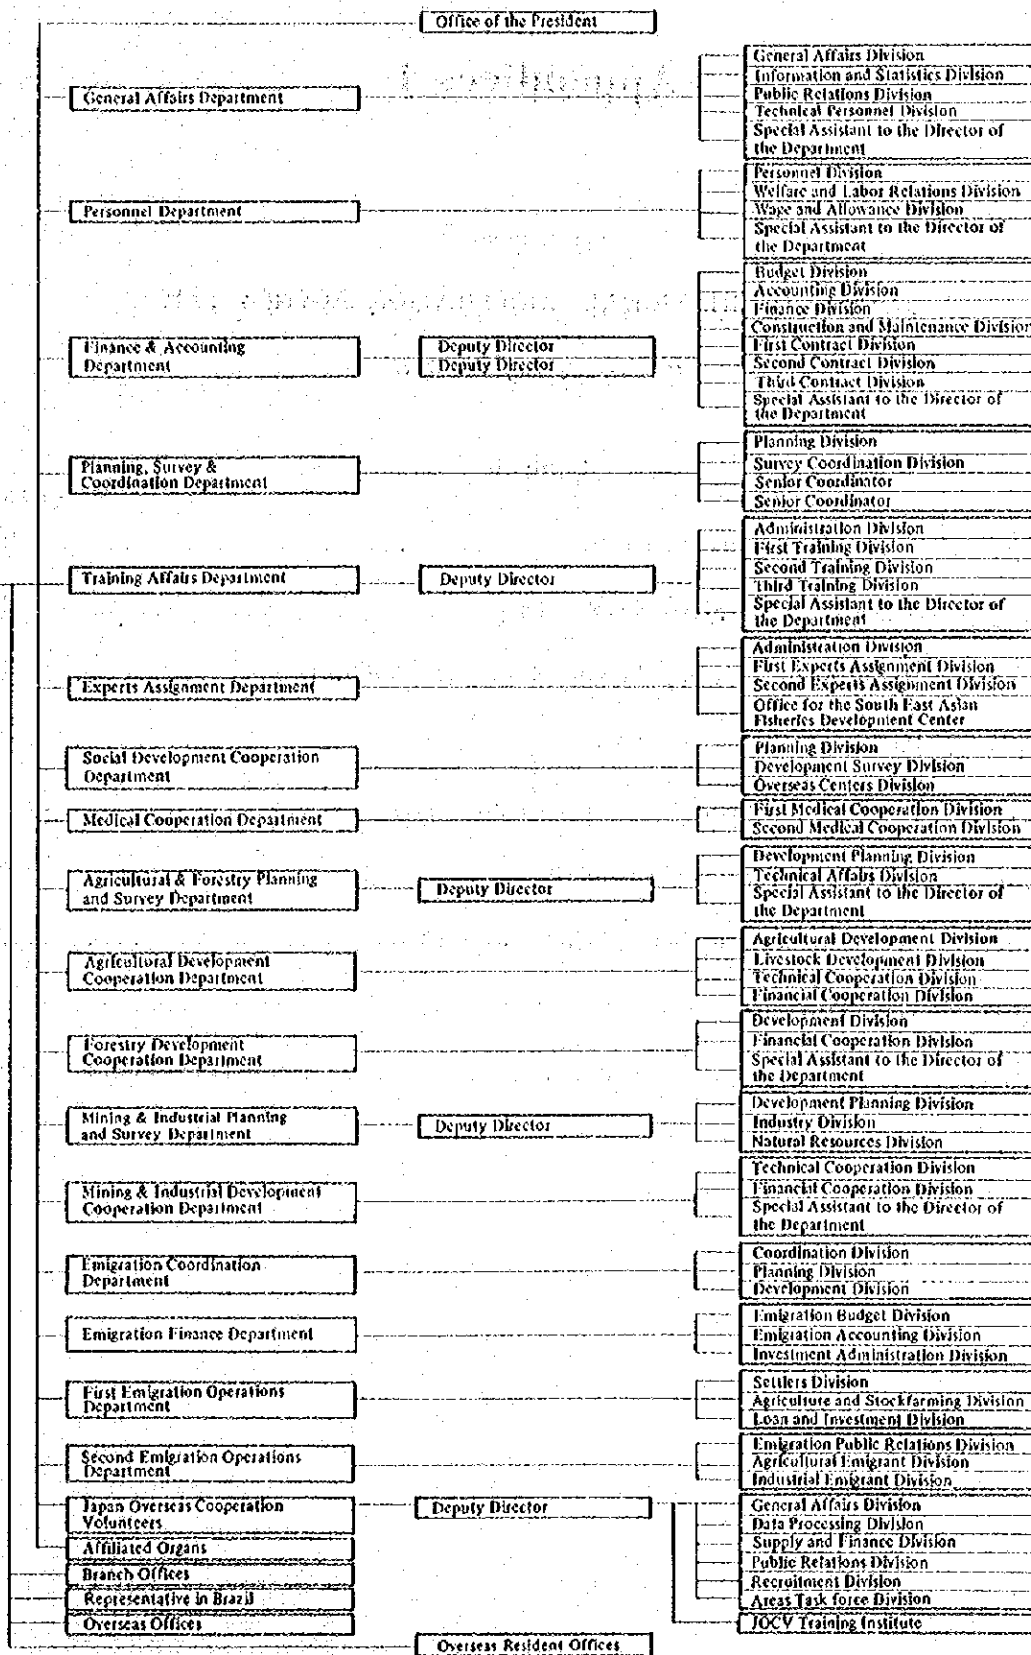 Office of the President
General Affairs Department
General Affairs Division
Information and Statistics Division
Public Relations Division
Technical Personnel Division
Special Assistant to the Director of
the Department
Personnel Department
Personnel Division
Welfare and Labor Relations Division
Wage and Allowance Division
Special Assistant to the Director of
the Department
Finance & Accounting
Department
Deputy Director
Deputy Director
Budget Division
Accounting Division
Finance Division
Construction and Maintenance Division
First Contract Division
Second Contract Division
Third Contract Division
Special Assistant to the Director of
the Department
Planning, Survey &
Coordination Department
Planning Division
Survey Coordination Division
Senior Coordinator
Senior Coordinator
Training Affairs Department
Deputy Director
Administration Division
First Training Division
Second Training Division
Third Training Division
Special Assistant to the Director of
the Department
Experts Assignment Department
Administration Division
First Experts Assignment Division
Second Experts Assignment Division
Office for the South East Asian
Fisheries Development Center
Social Development Cooperation
Department
Planning Division
Development Survey Division
Overseas Centers Division
Medical Cooperation Department
First Medical Cooperation Division
Second Medical Cooperation Division
Agricultural & Forestry Planning
and Survey Department
Deputy Director
Development Planning Division
Technical Affairs Division
Special Assistant to the Director of
the Department
Agricultural Development
Cooperation Department
Agricultural Development Division
Livestock Development Division
Technical Cooperation Division
Financial Cooperation Division
Forestry Development
Cooperation Department
Development Division
Financial Cooperation Division
Special Assistant to the Director of
the Department
Mining & Industrial Planning
and Survey Department
Deputy Director
Development Planning Division
Industry Division
Natural Resources Division
Mining & Industrial Development
Cooperation Department
Technical Cooperation Division
Financial Cooperation Division
Special Assistant to the Director of
the Department
Emigration Coordination
Department
Coordination Division
Planning Division
Development Division
Emigration Finance Department
Emigration Budget Division
Emigration Accounting Division
Investment Administration Division
First Emigration Operations
Department
Settlers Division
Agriculture and Stockfarming Division
Loan and Investment Division
Second Emigration Operations
Department
Emigration Public Relations Division
Agricultural Emigrant Division
Industrial Emigrant Division
Japan Overseas Cooperation
Volunteers
Deputy Director
General Affairs Division
Data Processing Division
Supply and Finance Division
Public Relations Division
Recruitment Division
Areas Task force Division
JOCV Training Institute
Affiliated Organs
Branch Offices
Representative in Brazil
Overseas Offices
Overseas Resident Offices